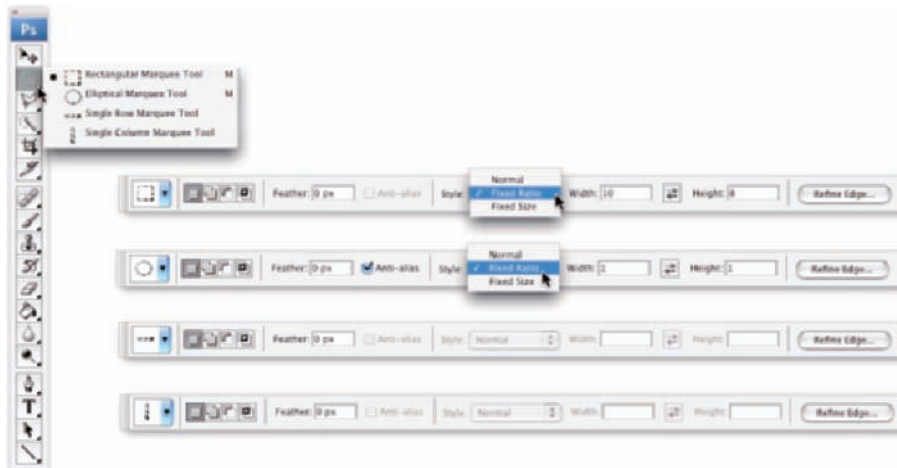 Ps
Rectangular Marquee Tool M
Elliptical Marquee Tool M
Single Row Marquee Tool
Single Column Marquee Tool
Normal
Feather: 0 px Anti-alias Style: ✓ Fixed Ratio Width: 10 Height: 8 Refine Edge...
Fixed Size
Normal
Feather: 0 px Anti-alias Style: ✓ Fixed Ratio Width: 1 Height: 1 Refine Edge...
Fixed Size
Feather: 0 px Anti-alias Style: Normal Width: Height: Refine Edge...
Feather: 0 px Anti-alias Style: Normal Width: Height: Refine Edge...
T